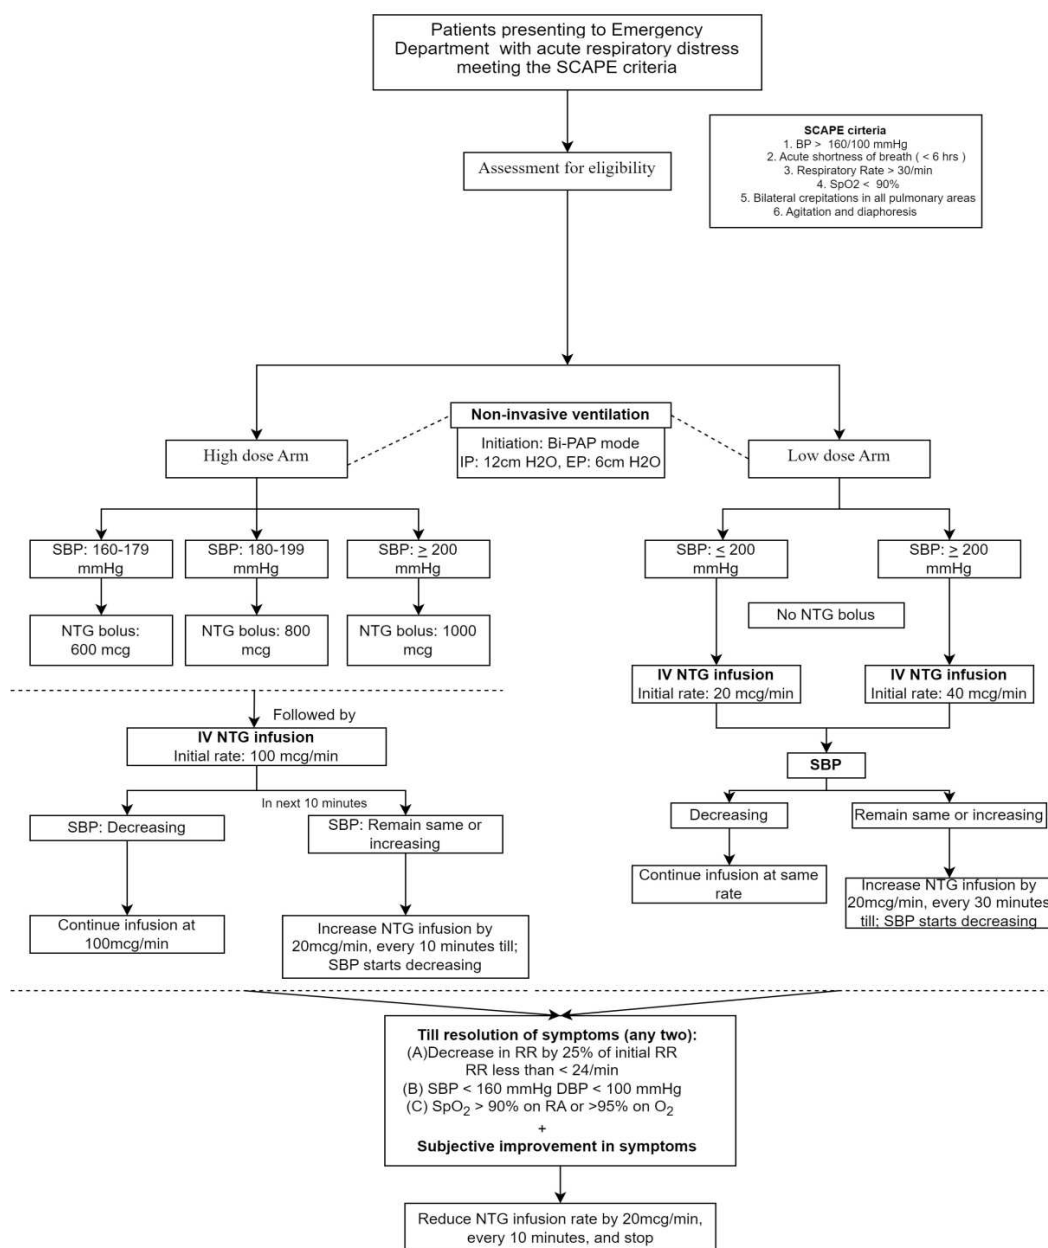 Patients presenting to Emergency
Department with acute respiratory distress
meeting the SCAPE criteria
SCAPE cirteria
1. BP > 160/100 mmHg
2. Acute shortness of breath ( < 6 hrs )
3. Respiratory Rate > 30/min
4. SpO2 < 90%
5. Bilateral crepitations in all pulmonary areas
6. Agitation and diaphoresis
Assessment for eligibility
Non-invasive ventilation
Initiation: Bi-PAP mode
IP: 12cm H2O, EP: 6cm H2O
High dose Arm
Low dose Arm
SBP: 160-179
mmHg
SBP: 180-199
mmHg
SBP: ≥ 200
mmHg
SBP: ≤ 200
mmHg
SBP: ≥ 200
mmHg
NTG bolus:
600 mcg
NTG bolus: 800
mcg
NTG bolus: 1000
mcg
No NTG bolus
IV NTG infusion
Initial rate: 20 mcg/min
IV NTG infusion
Initial rate: 40 mcg/min
Followed by
IV NTG infusion
Initial rate: 100 mcg/min
SBP
In next 10 minutes
SBP: Decreasing
SBP: Remain same or
increasing
Decreasing
Remain same or increasing
Continue infusion at same
rate
Increase NTG infusion by
20mcg/min, every 30 minutes
till; SBP starts decreasing
Continue infusion at
100mcg/min
Increase NTG infusion by
20mcg/min, every 10 minutes till;
SBP starts decreasing
Till resolution of symptoms (any two):
(A)Decrease in RR by 25% of initial RR
RR less than < 24/min
(B) SBP < 160 mmHg DBP < 100 mmHg
(C) SpO2 > 90% on RA or >95% on O2
+
Subjective improvement in symptoms
Reduce NTG infusion rate by 20mcg/min,
every 10 minutes, and stop